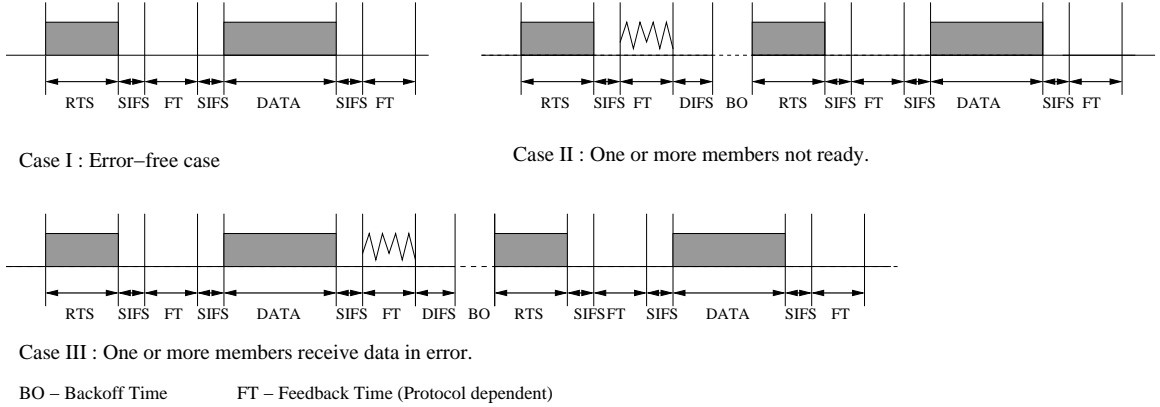 RTS SIFS FT SIFS DATA SIFS FT
RTS SIFS FT DIFS BO RTS SIFS FT SIFS DATA SIFS FT
Case I : Error−free case
Case II : One or more members not ready.
RTS SIFS FT SIFS DATA SIFS FT DIFS BO RTS SIFS FT SIFS DATA SIFS FT
Case III : One or more members receive data in error.
BO − Backoff Time FT − Feedback Time (Protocol dependent)